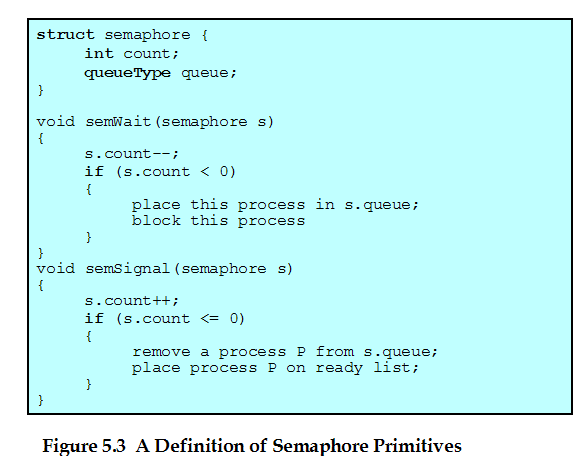 struct semaphore {
int count;
queueType queue;
}
void semWait(semaphore s)
{
s.count--;
if (s.count < 0)
{
place this process in s.queue;
block this process
}
}
void semSignal(semaphore s)
{
s.count++;
if (s.count <= 0)
{
remove a process P from s.queue;
place process P on ready list;
}
}
Figure 5.3 A Definition of Semaphore Primitives